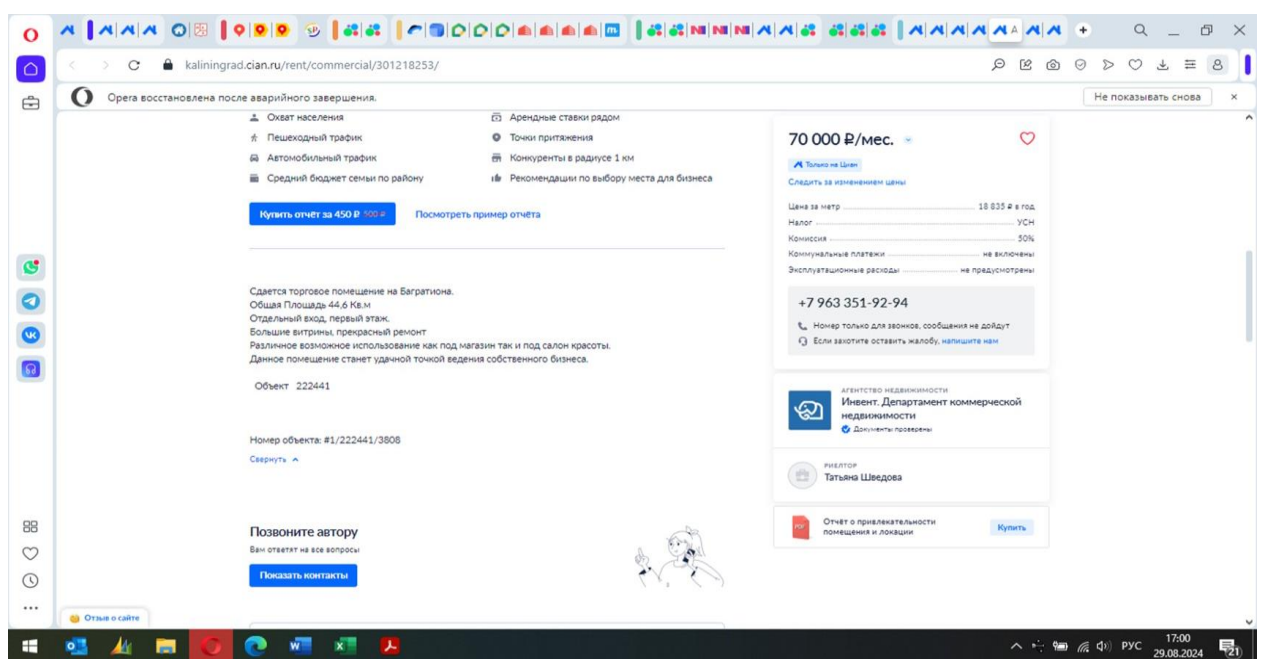 kaliningrad.cian.ru/rent/commercial/301218253/
Opera восстановлена после аварийного завершения.
Не показывать снова
Охват населения
Арендные ставки рядом
Пешеходный трафик
Точки притяжения
Автомобильный трафик
Конкуренты в радиусе 1 км
Средний бюджет семьи по району
Рекомендации по выбору места для бизнеса
Купить отчёт за 450 ₽ 500 ₽
Посмотреть пример отчёта
Сдается торговое помещение на Багратиона.
Общая Площадь 44,6 Кв.м
Отдельный вход, первый этаж.
Большие витрины, прекрасный ремонт
Различное возможное использование как под магазин так и под салон красоты.
Данное помещение станет удачной точкой ведения собственного бизнеса.
Объект 222441
Номер объекта: #1/222441/3808
Свернуть
Позвоните автору
Вам ответят на все вопросы
Показать контакты
Отзыв о сайте
70 000 ₽/мес.
Только на Циан
Следить за изменением цены
Цена за метр 18 835 ₽ в год
Налог УСН
Комиссия 50%
Коммунальные платежи не включены
Эксплуатационные расходы не предусмотрены
+7 963 351-92-94
Номер только для звонков, сообщения не дойдут
Если захотите оставить жалобу, напишите нам
АГЕНТСТВО НЕДВИЖИМОСТИ
Инвент. Департамент коммерческой
недвижимости
Документы проверены
РИЕЛТОР
Татьяна Шведова
PDF
Отчёт о привлекательности
помещения и локации
Купить
РУС
17:00
29.08.2024
21